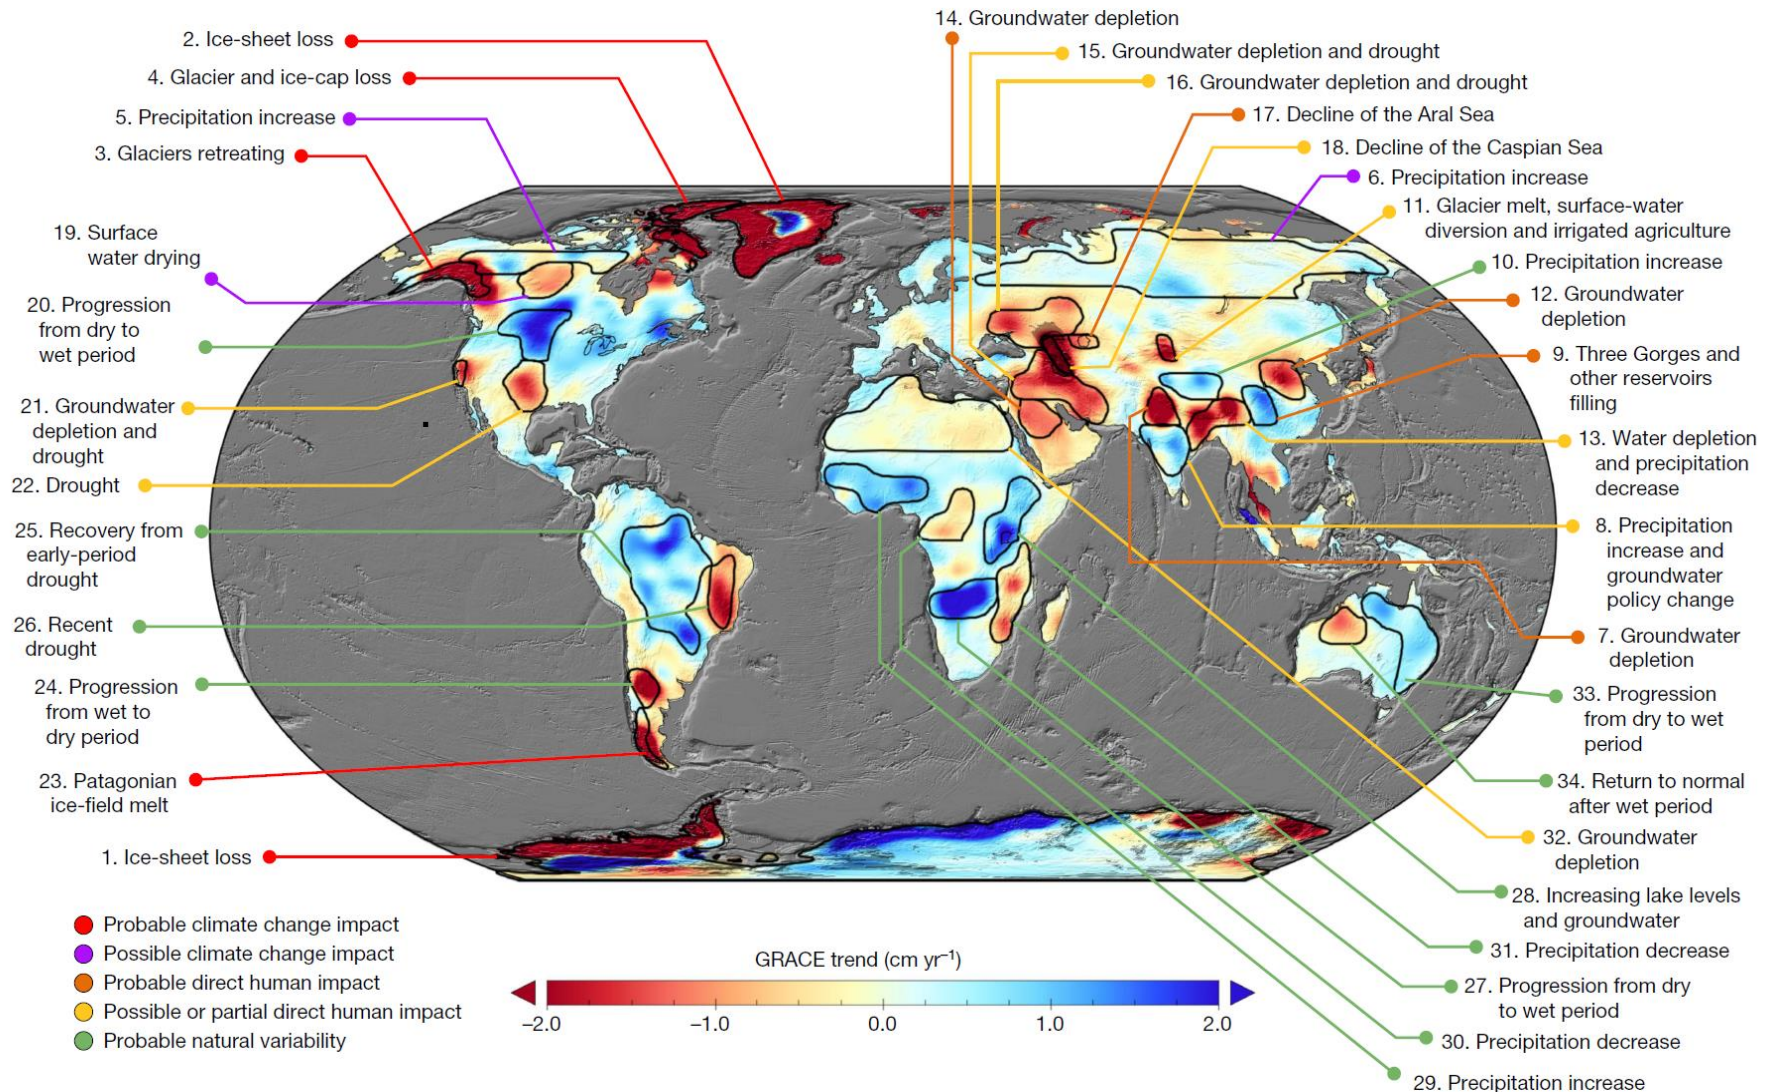 14. Groundwater depletion
2. Ice-sheet loss
15. Groundwater depletion and drought
4. Glacier and ice-cap loss
16. Groundwater depletion and drought
5. Precipitation increase
17. Decline of the Aral Sea
3. Glaciers retreating
18. Decline of the Caspian Sea
6. Precipitation increase
11. Glacier melt, surface-water
diversion and irrigated agriculture
19. Surface
water drying
10. Precipitation increase
20. Progression
from dry to
wet period
12. Groundwater
depletion
9. Three Gorges and
other reservoirs
filling
21. Groundwater
depletion and
drought
13. Water depletion
and precipitation
decrease
22. Drought
8. Precipitation
increase and
groundwater
policy change
25. Recovery from
early-period
drought
26. Recent
drought
7. Groundwater
depletion
24. Progression
from wet to
dry period
33. Progression
from dry to wet
period
23. Patagonian
ice-field melt
34. Return to normal
after wet period
1. Ice-sheet loss
32. Groundwater
depletion
28. Increasing lake levels
and groundwater
31. Precipitation decrease
27. Progression from dry
to wet period
30. Precipitation decrease
29. Precipitation increase
Probable climate change impact
Possible climate change impact
Probable direct human impact
Possible or partial direct human impact
Probable natural variability
GRACE trend (cm yr⁻¹)
–2.0 –1.0 0.0 1.0 2.0